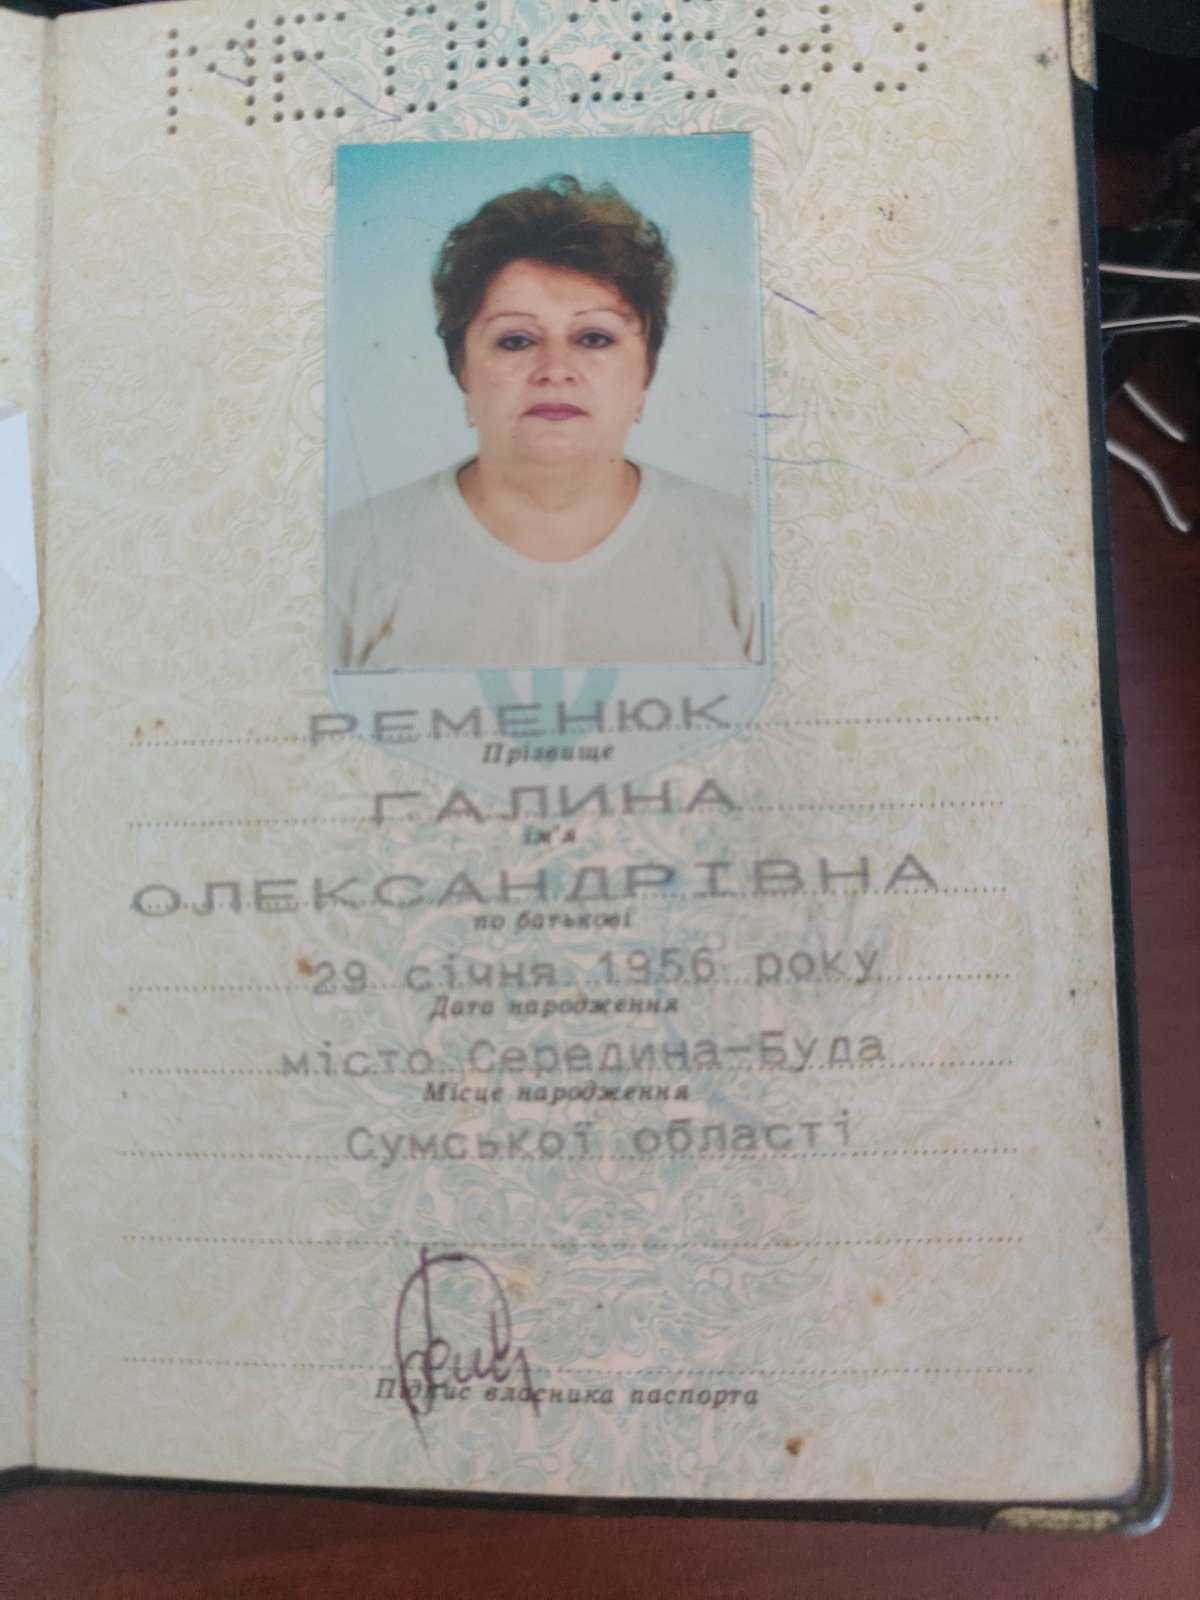 РЕМЕНЮК
Прізвище
ГАЛИНА
ім'я
ОЛЕКСАНДРІВНА
по батькові
29 січня 1956 року
Дата народження
місто Середина-Буда
Місце народження
Сумської області
Підпис власника паспорта